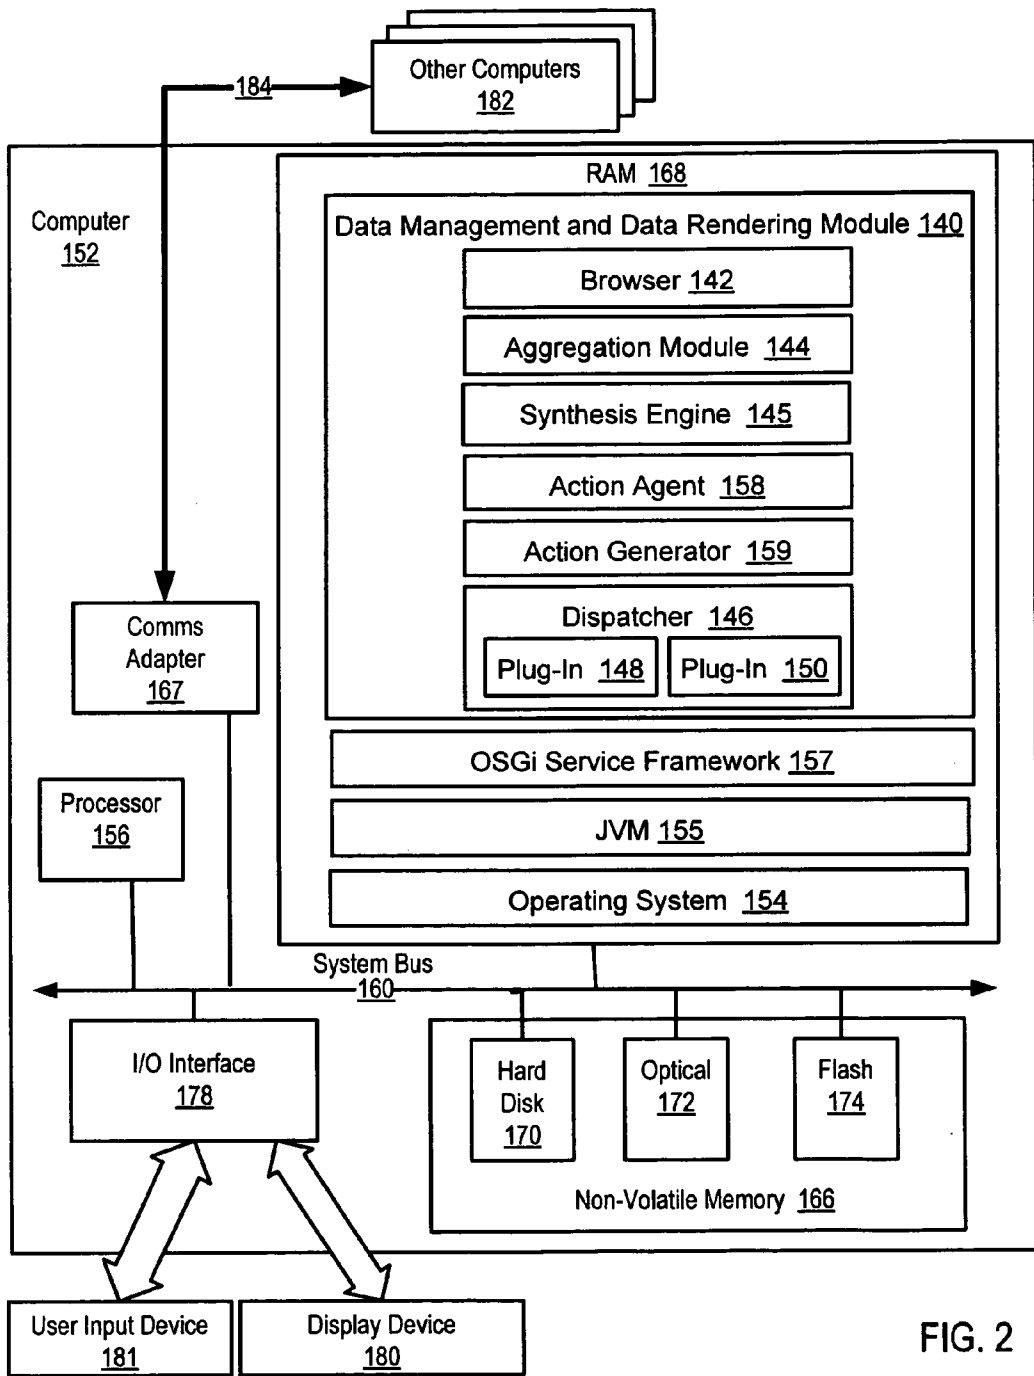 Other Computers
182
184
RAM 168
Computer
152
Data Management and Data Rendering Module 140
Browser 142
Aggregation Module 144
Synthesis Engine 145
Action Agent 158
Action Generator 159
Dispatcher 146
Plug-In 148
Plug-In 150
Comms
Adapter
167
OSGi Service Framework 157
Processor
156
JVM 155
Operating System 154
System Bus
160
I/O Interface
178
Hard
Disk
170
Optical
172
Flash
174
Non-Volatile Memory 166
User Input Device
181
Display Device
180
FIG. 2